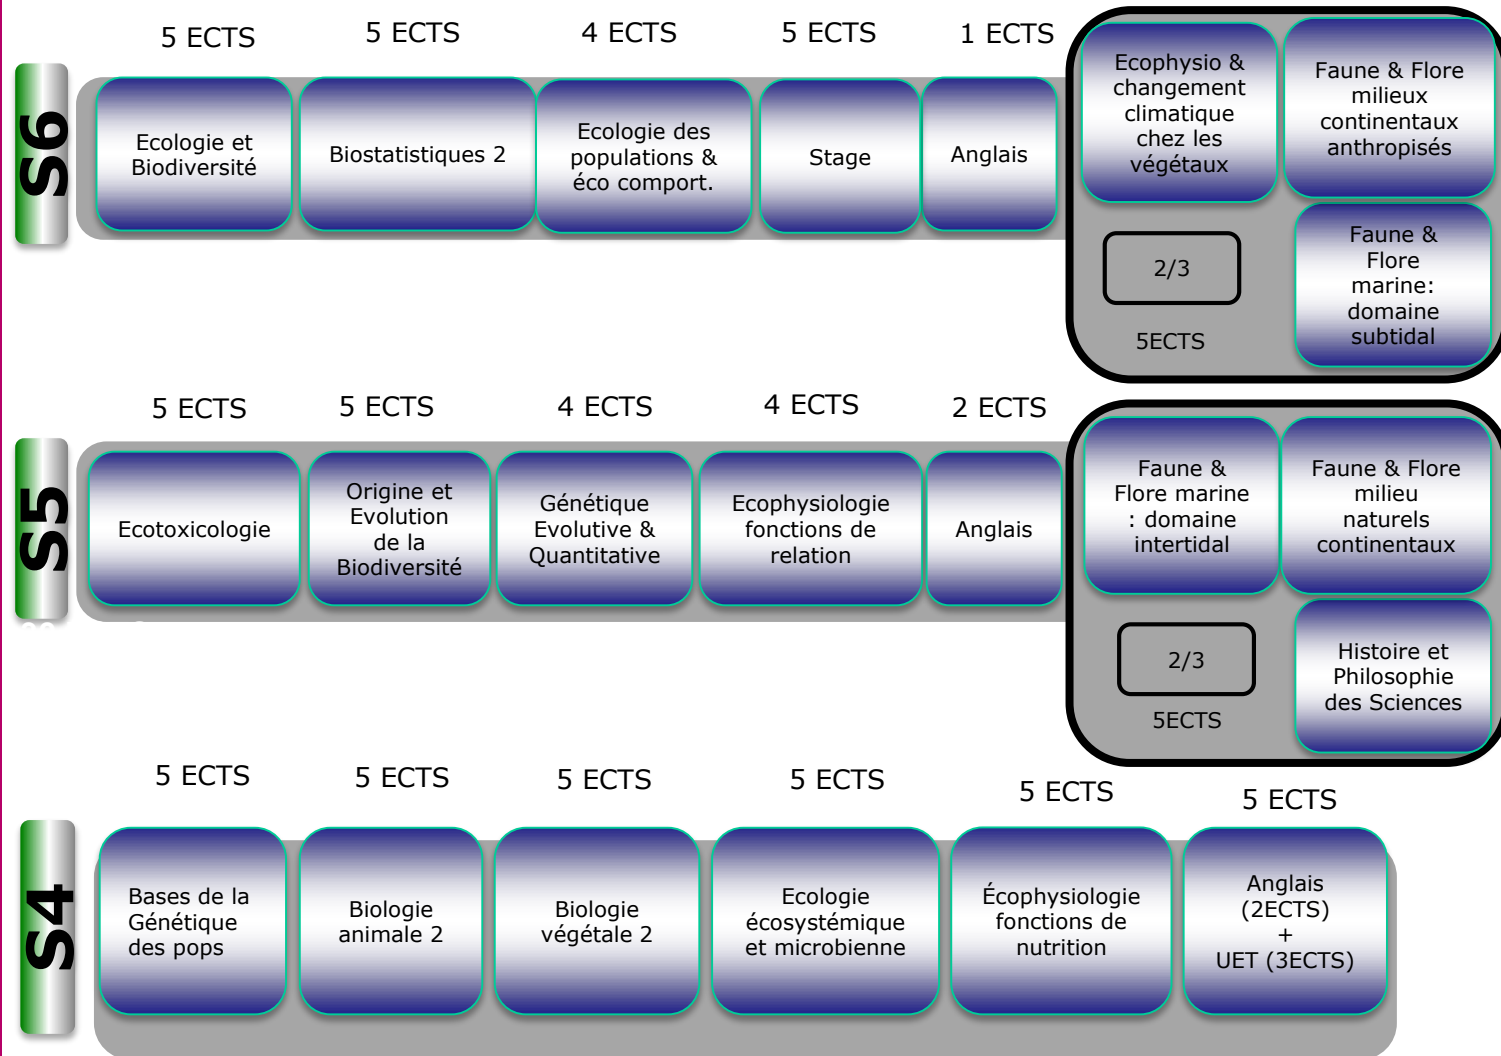 5 ECTS
5 ECTS
4 ECTS
5 ECTS
1 ECTS
S6
Ecologie et
Biodiversité
Biostatistiques 2
Ecologie des
populations &
éco comport.
Stage
Anglais
Ecophysio &
changement
climatique
chez les
végétaux
Faune & Flore
milieux
continentaux
anthropisés
2/3
5ECTS
Faune &
Flore
marine:
domaine
subtidal
5 ECTS
5 ECTS
4 ECTS
4 ECTS
2 ECTS
S5
Ecotoxicologie
Origine et
Evolution
de la
Biodiversité
Génétique
Evolutive &
Quantitative
Ecophysiologie
fonctions de
relation
Anglais
Faune &
Flore marine
: domaine
intertidal
Faune & Flore
milieu
naturels
continentaux
2/3
5ECTS
Histoire et
Philosophie
des Sciences
5 ECTS
5 ECTS
5 ECTS
5 ECTS
5 ECTS
5 ECTS
S4
Bases de la
Génétique
des pops
Biologie
animale 2
Biologie
végétale 2
Ecologie
écosystémique
et microbienne
Écophysiologie
fonctions de
nutrition
Anglais
(2ECTS)
+
UET (3ECTS)